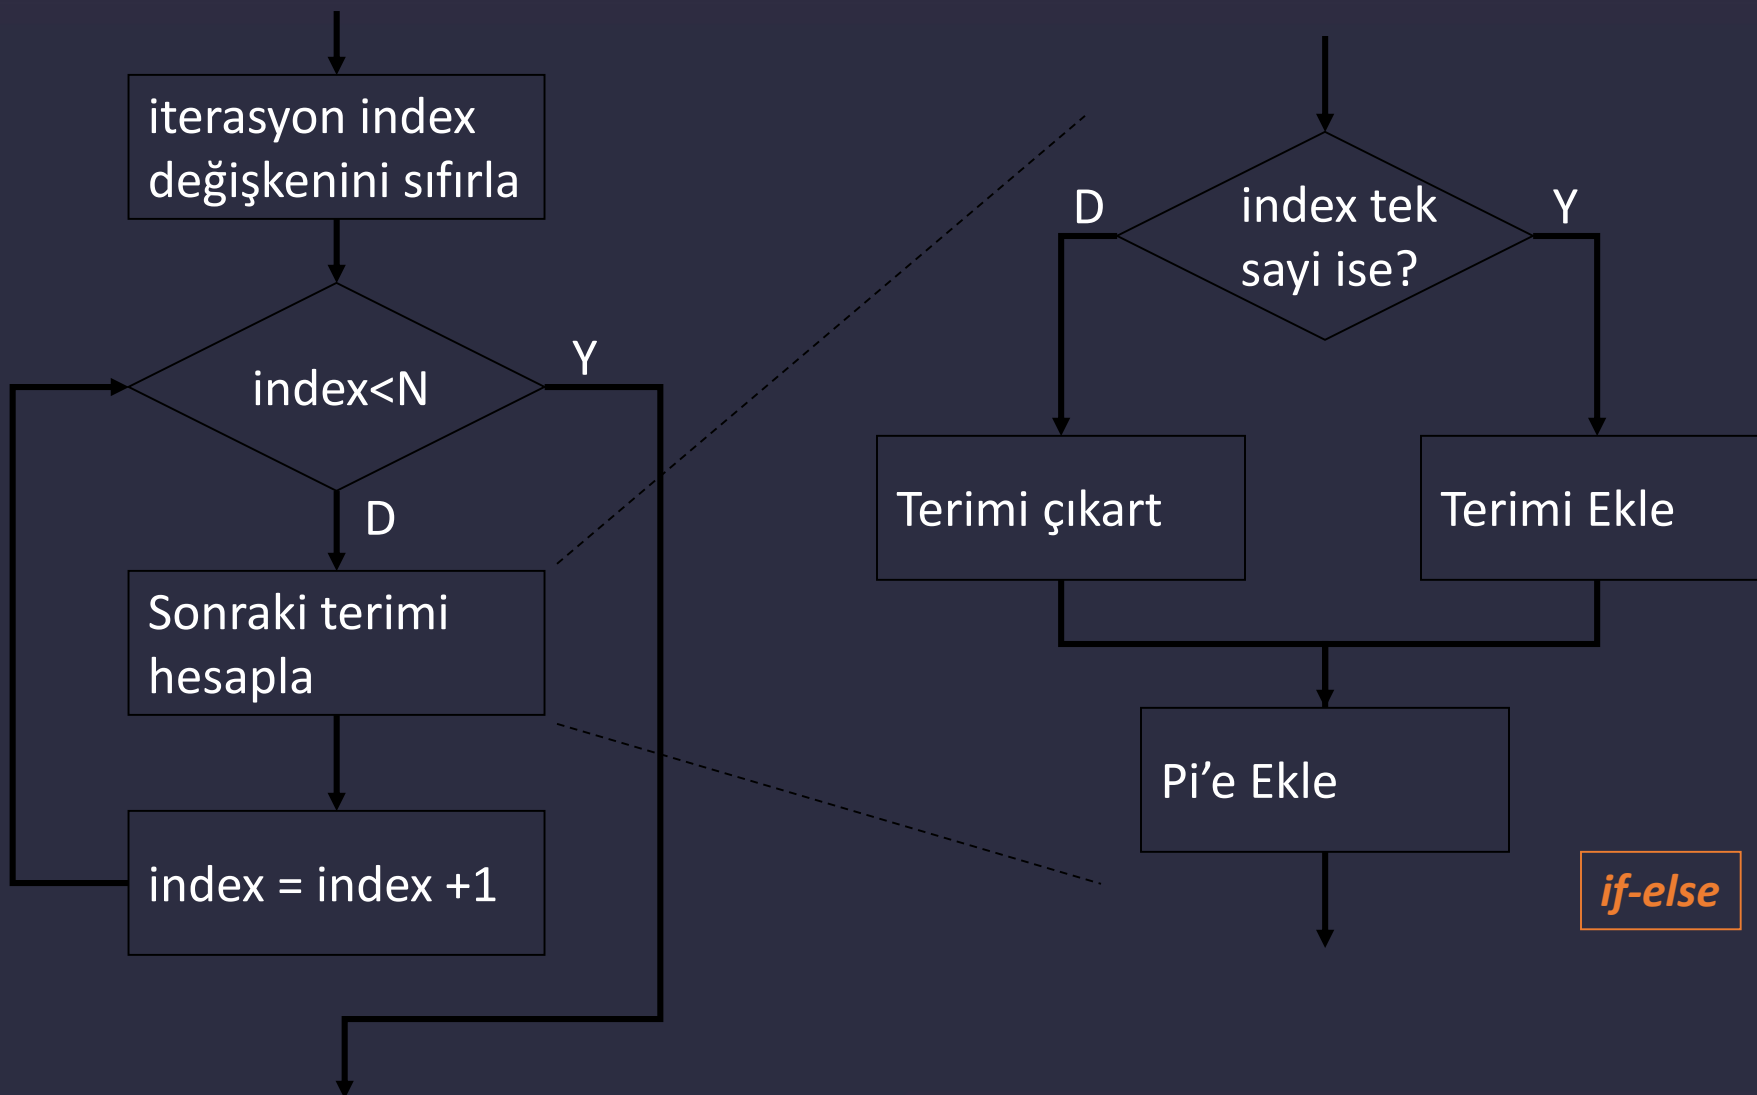 iterasyon index
değişkenini sıfırla
index<N
Y
D
Sonraki terimi
hesapla
index = index +1
index tek
sayi ise?
D
Y
Terimi çıkart
Terimi Ekle
Pi’e Ekle
if-else